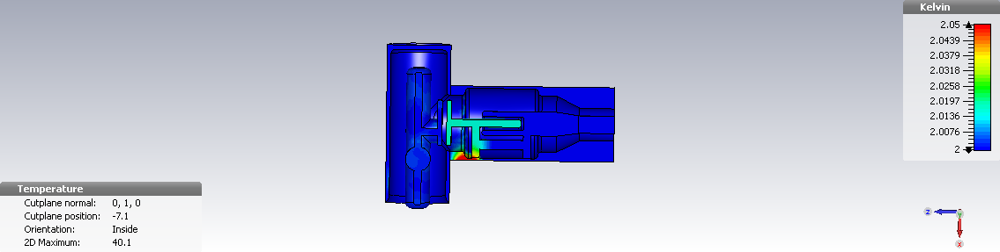 Kelvin
2.05
2.0439
2.0379
2.0318
2.0258
2.0197
2.0136
2.0076
2
Temperature
Cutplane normal: 0, 1, 0
Cutplane position: -7.1
Orientation: Inside
2D Maximum: 40.1
z
y
x